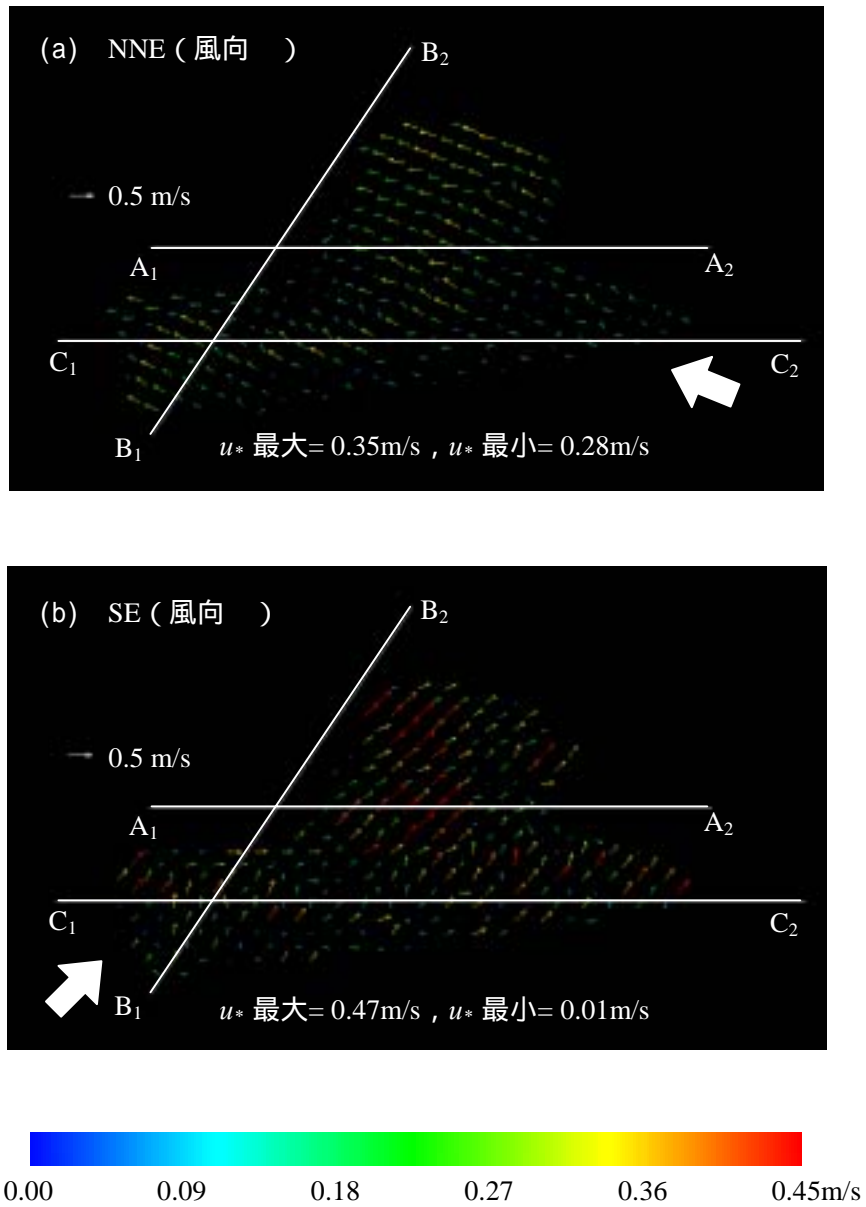 (a) NNE（風向　）
B2
0.5 m/s
A1
A2
C1
C2
B1
u* 最大= 0.35m/s , u* 最小= 0.28m/s
(b) SE（風向　）
B2
0.5 m/s
A1
A2
C1
C2
B1
u* 最大= 0.47m/s , u* 最小= 0.01m/s
0.00 0.09 0.18 0.27 0.36 0.45m/s